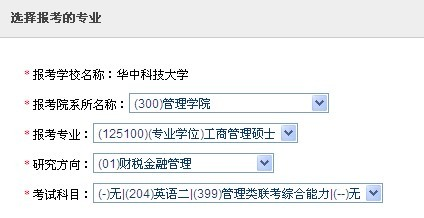 选择报考的专业
*报考学校名称：华中科技大学
*报考院系所名称：(300)管理学院
*报考专业：(125100)(专业学位)工商管理硕士
*研究方向：(01)财税金融管理
*考试科目：(-)无|(204)英语二|(399)管理类联考综合能力|(--)无